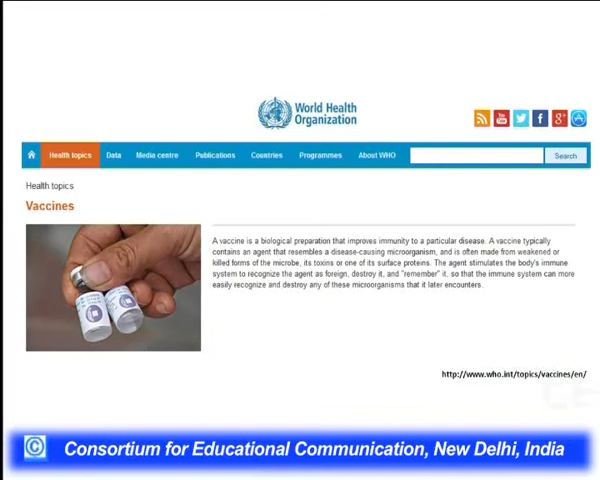 World Health
Organization
Health topics Data Media centre Publications Countries Programmes About WHO Search
Health topics
Vaccines
A vaccine is a biological preparation that improves immunity to a particular disease. A vaccine typically
contains an agent that resembles a disease-causing microorganism, and is often made from weakened or
killed forms of the microbe, its toxins or one of its surface proteins. The agent stimulates the body's immune
system to recognize the agent as foreign, destroy it, and "remember" it, so that the immune system can more
easily recognize and destroy any of these microorganisms that it later encounters.
http://www.who.int/topics/vaccines/en/
© Consortium for Educational Communication, New Delhi, India